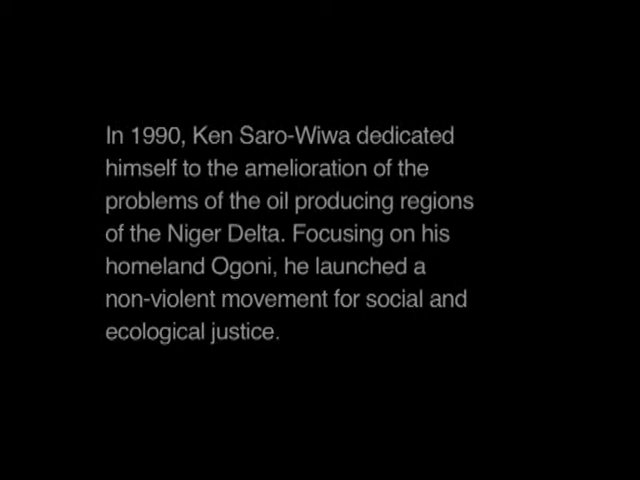 In 1990, Ken Saro-Wiwa dedicated
himself to the amelioration of the
problems of the oil producing regions
of the Niger Delta. Focusing on his
homeland Ogoni, he launched a
non-violent movement for social and
ecological justice.